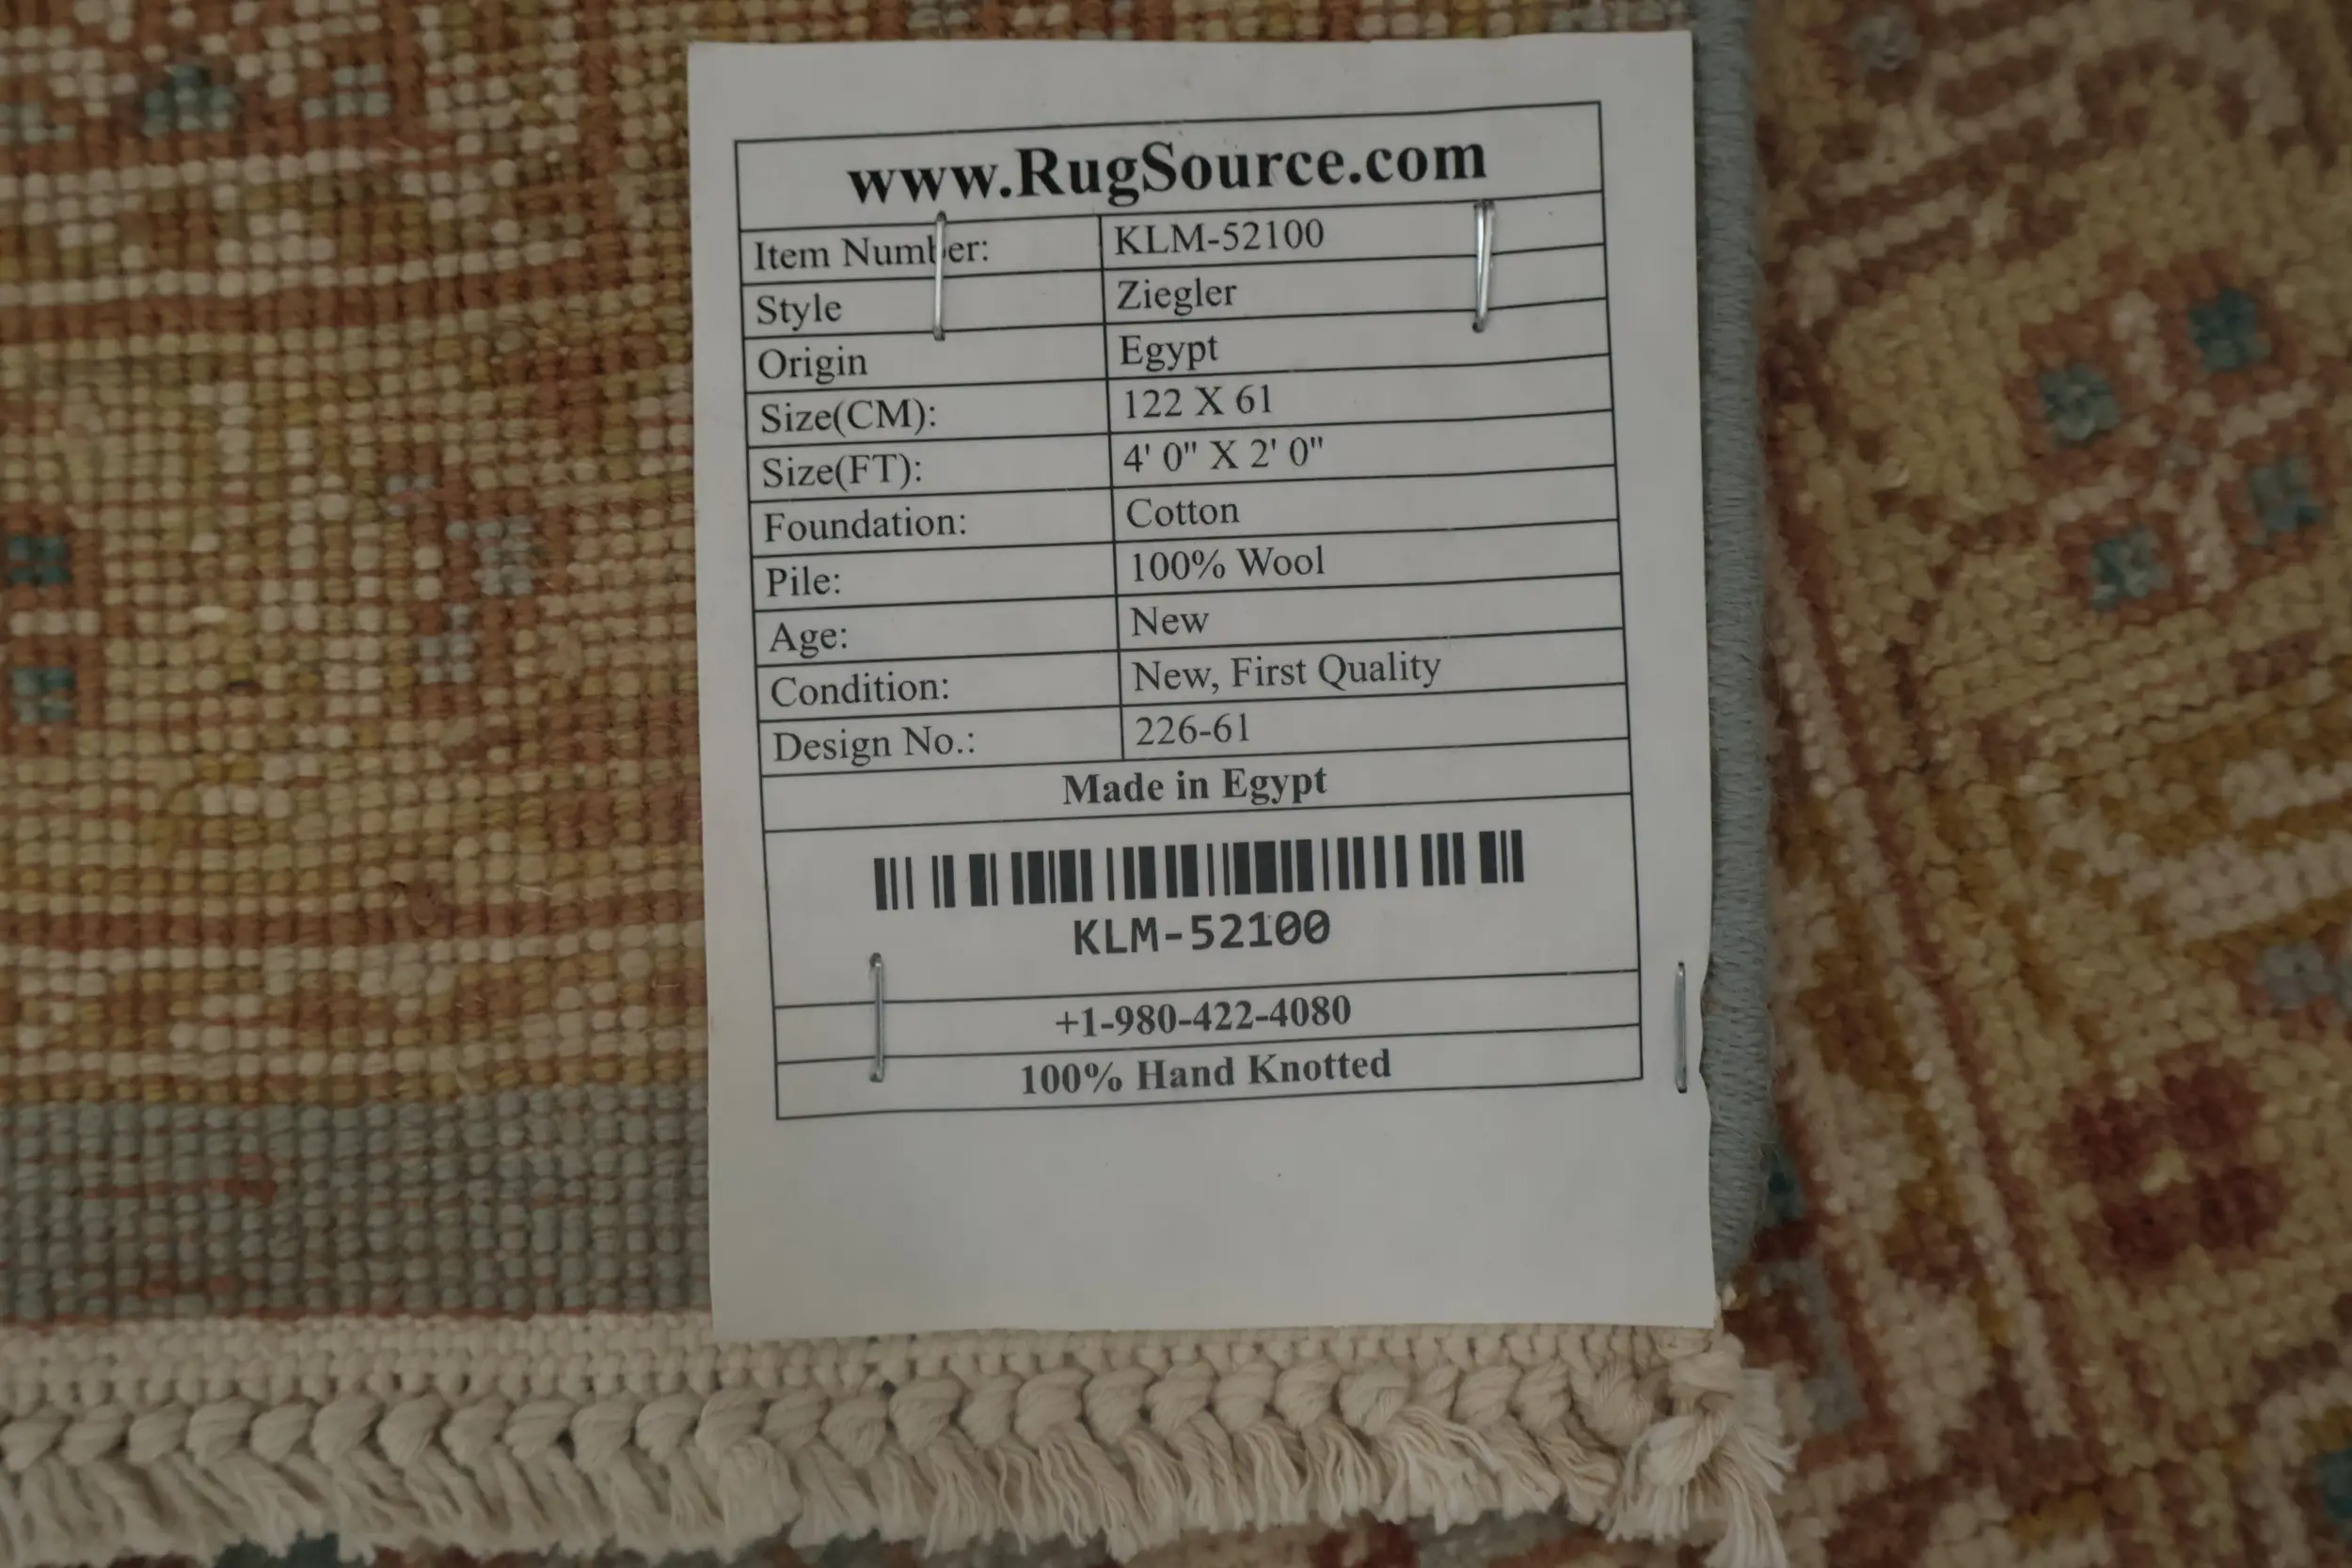 www.RugSource.com
Item Number: KLM-52100
Style Ziegler
Origin Egypt
Size(CM): 122 X 61
Size(FT): 4' 0" X 2' 0"
Foundation: Cotton
Pile: 100% Wool
Age: New
Condition: New, First Quality
Design No.: 226-61
Made in Egypt
KLM-52100
+1-980-422-4080
100% Hand Knotted